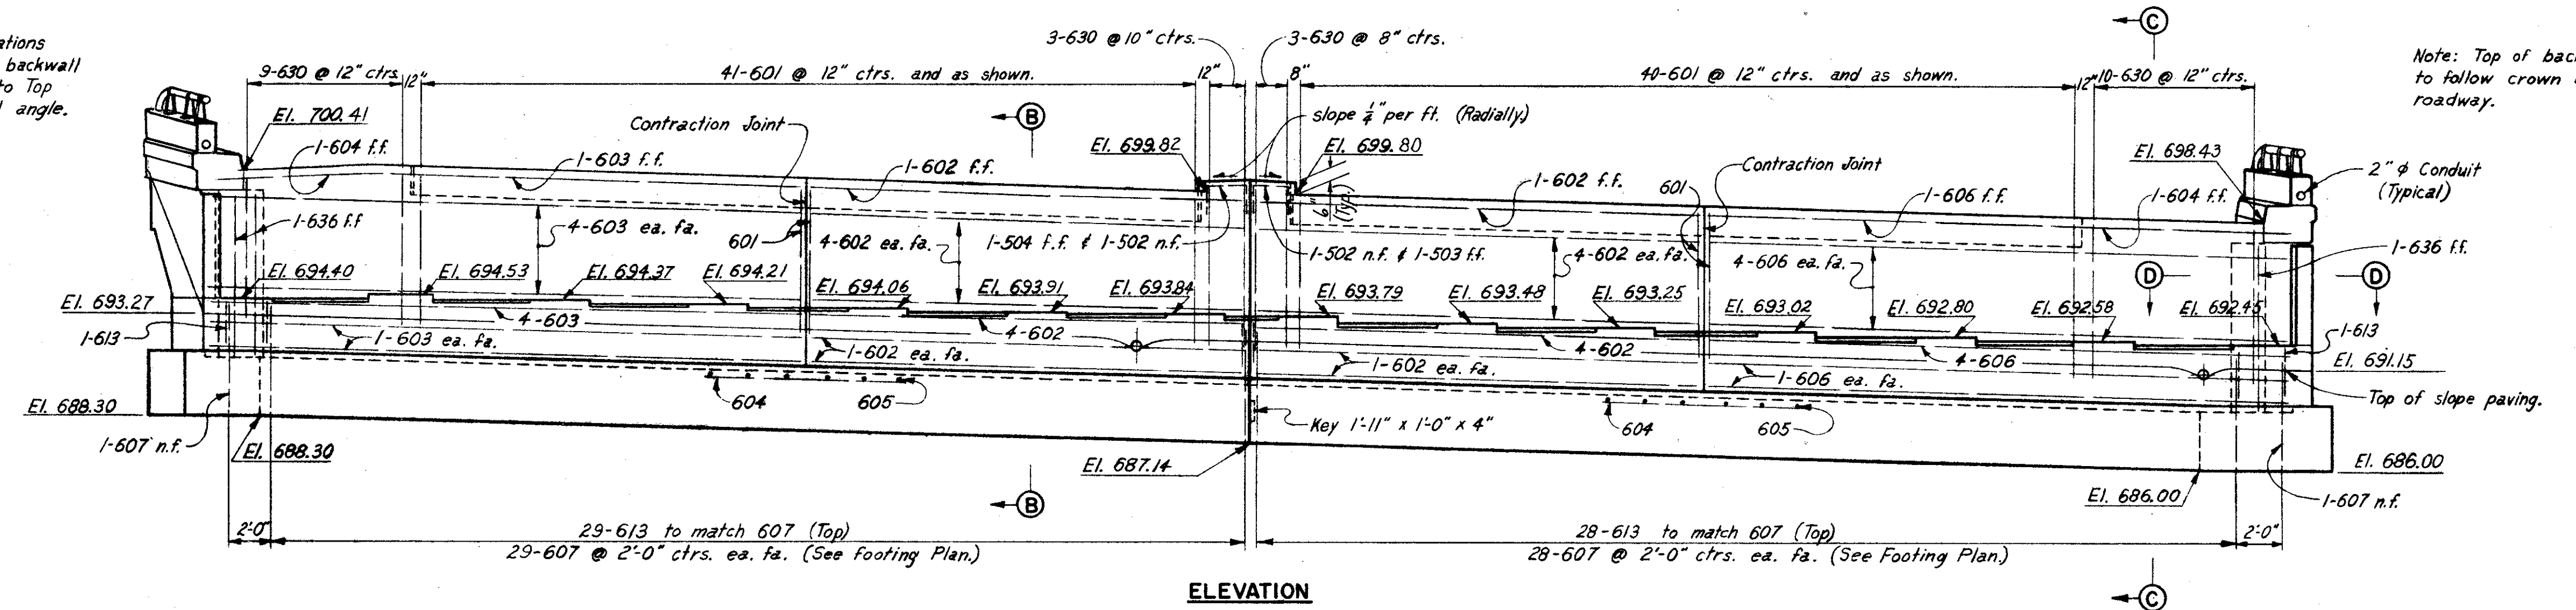 ations
backwall
to Top
angle.
9-630 @ 12" ctrs.
12"
41-601 @ 12" ctrs. and as shown.
3-630 @ 10" ctrs.
12"
3-630 @ 8" ctrs.
8"
40-601 @ 12" ctrs. and as shown.
12"
10-630 @ 12" ctrs.
C
Note: Top of bac
to follow crown
roadway.
El. 700.41
1-604 f.f.
1-603 f.f.
Contraction Joint
B
1-602 f.f.
El. 699.82
slope 1/4" per ft. (Radially)
El. 699.80
6"
(Typ.)
1-602 f.f.
601
Contraction Joint
1-606 f.f.
El. 698.43
1-604 f.f.
2" φ Conduit
(Typical)
1-636 f.f
4-603 ea. fa.
601
4-602 ea. fa.
1-504 f.f. & 1-502 n.f.
1-502 n.f. & 1-503 f.f.
4-602 ea. fa.
4-606 ea. fa.
1-636 f.f.
D
D
El. 693.27
El. 694.40
El. 694.53
El. 694.37
El. 694.21
El. 694.06
El. 693.91
El. 693.84
El. 693.79
El. 693.48
El. 693.25
El. 693.02
El. 692.80
El. 692.58
El. 692.45
1-613
1-613
4-603
1-603 ea. fa.
4-602
1-602 ea. fa.
4-602
1-602 ea. fa.
4-606
1-606 ea. fa.
El. 691.15
Top of slope paving.
El. 688.30
604
605
Key 1'-11" x 1'-0" x 4"
604
605
1-607 n.f.
El. 688.30
El. 687.14
El. 686.00
El. 686.00
1-607 n.f.
B
2'-0"
29-613 to match 607 (Top)
29-607 @ 2'-0" ctrs. ea. fa. (See Footing Plan.)
28-613 to match 607 (Top)
28-607 @ 2'-0" ctrs. ea. fa. (See Footing Plan.)
2'-0"
ELEVATION
C